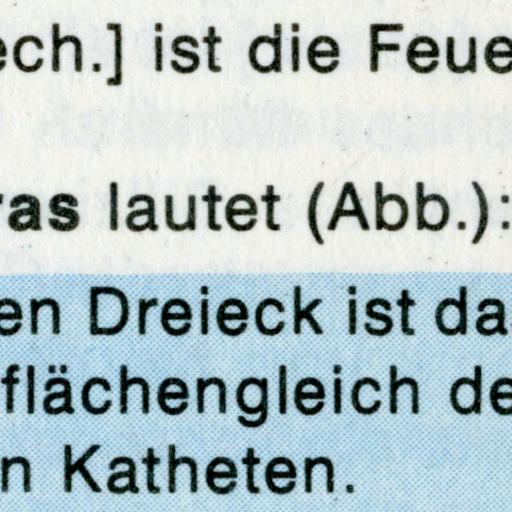 ech.] ist die Feue
ras lautet (Abb.):
en Dreieck ist da
flächengleich de
n Katheten.